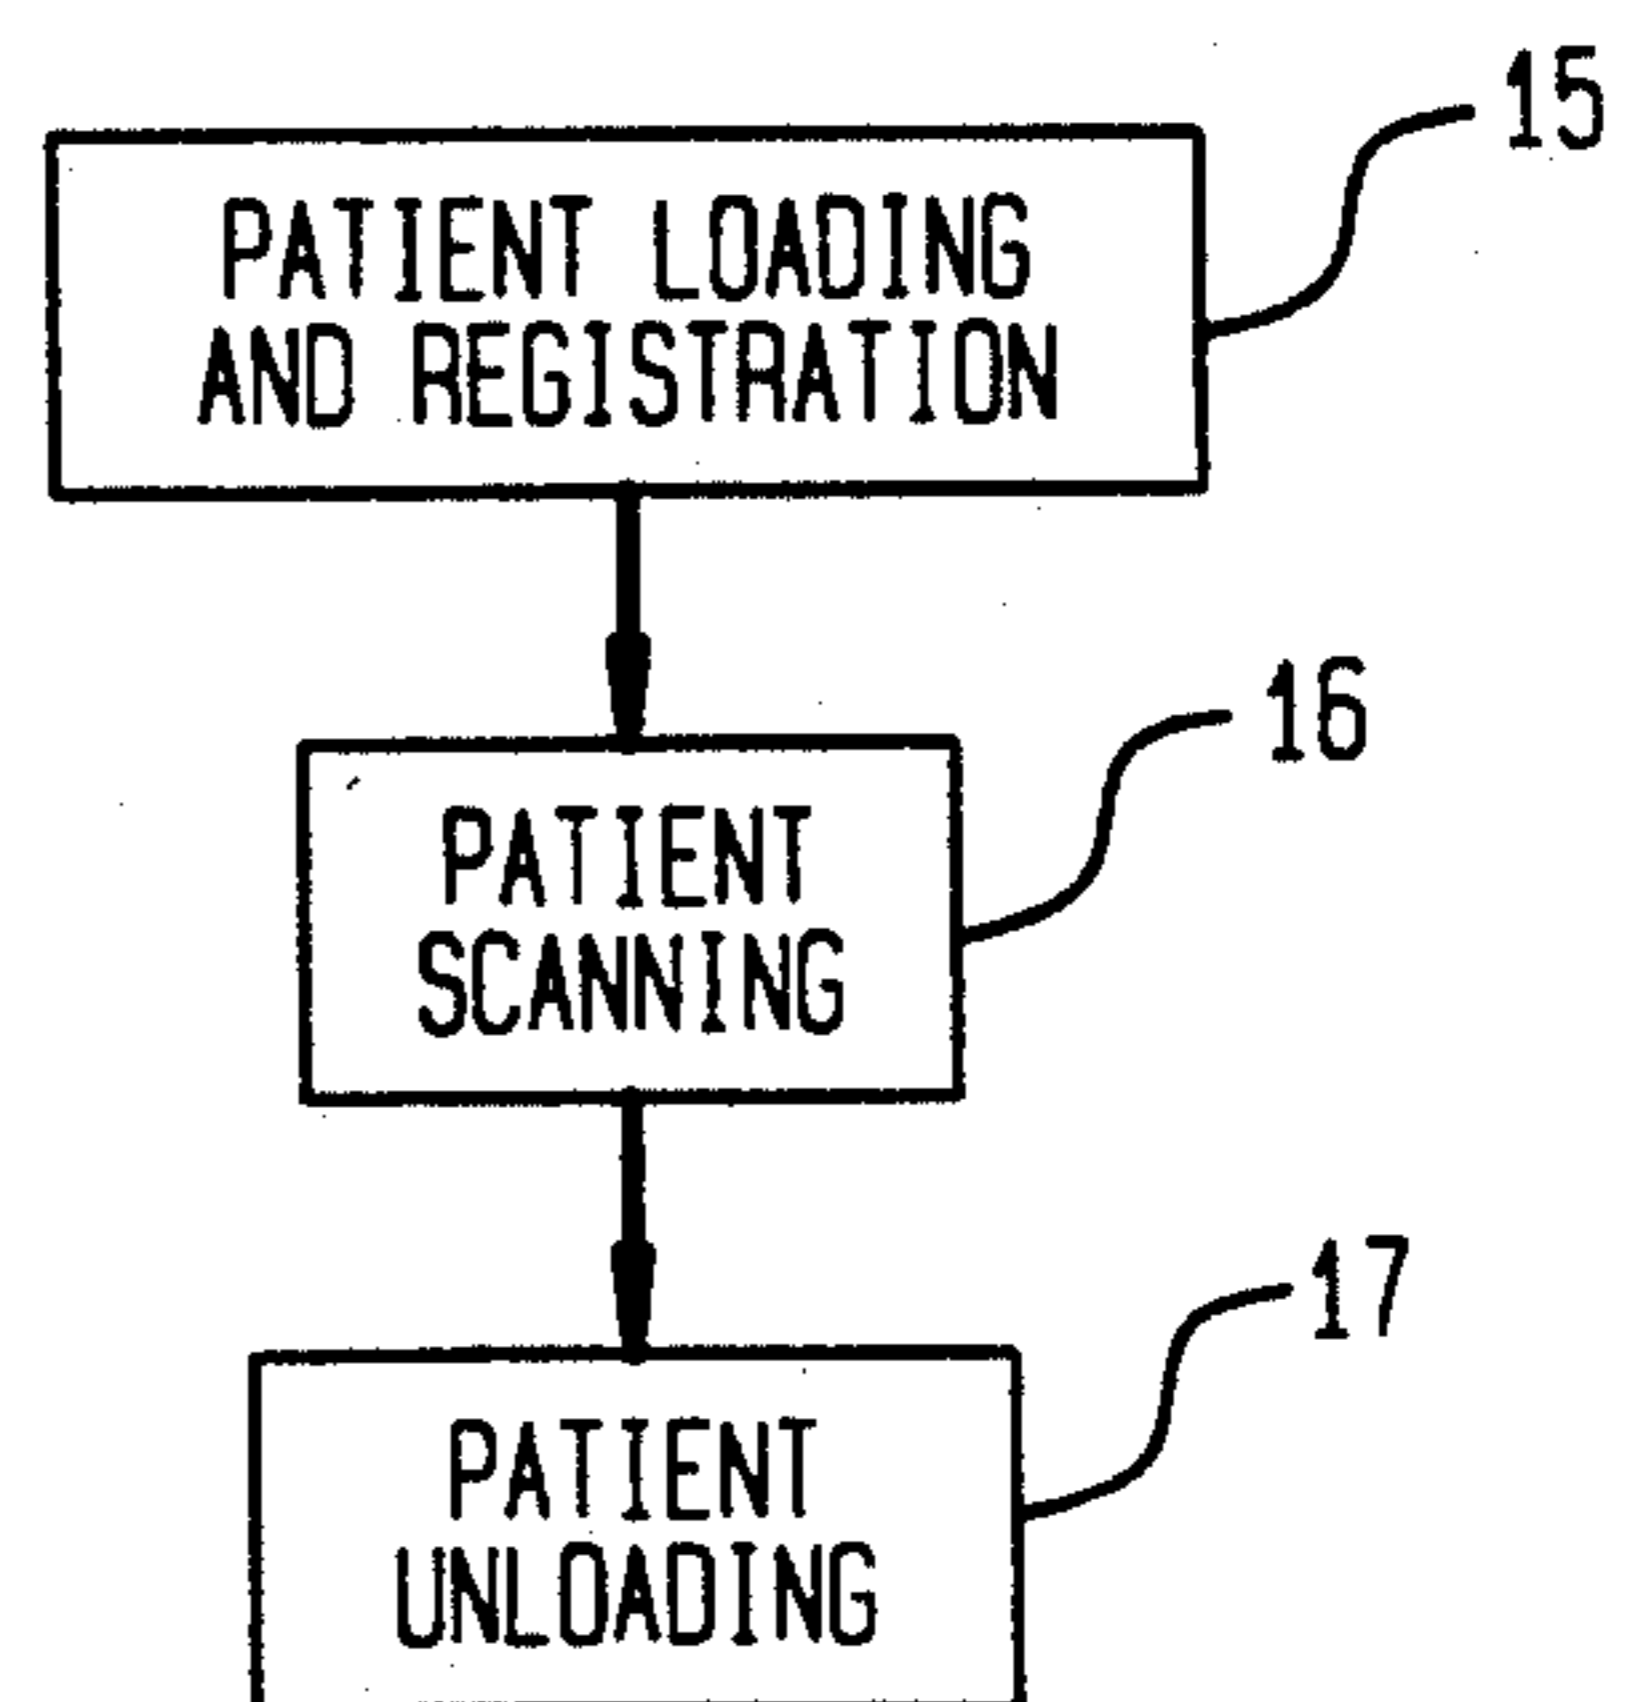 15
PATIENT LOADING
AND REGISTRATION
16
PATIENT
SCANNING
17
PATIENT
UNLOADING